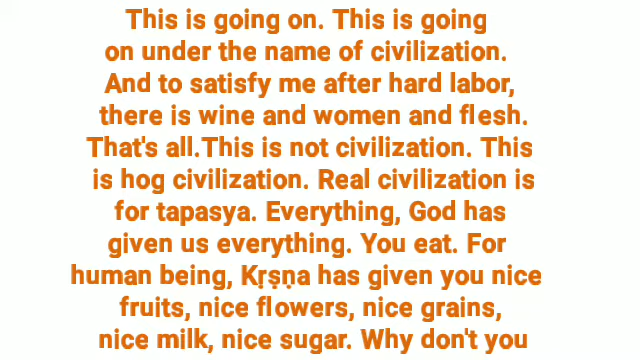 This is going on. This is going
on under the name of civilization.
And to satisfy me after hard labor,
there is wine and women and flesh.
That's all.This is not civilization. This
is hog civilization. Real civilization is
for tapasya. Everything, God has
given us everything. You eat. For
human being, Kṛṣṇa has given you nice
fruits, nice flowers, nice grains,
nice milk, nice sugar. Why don't you